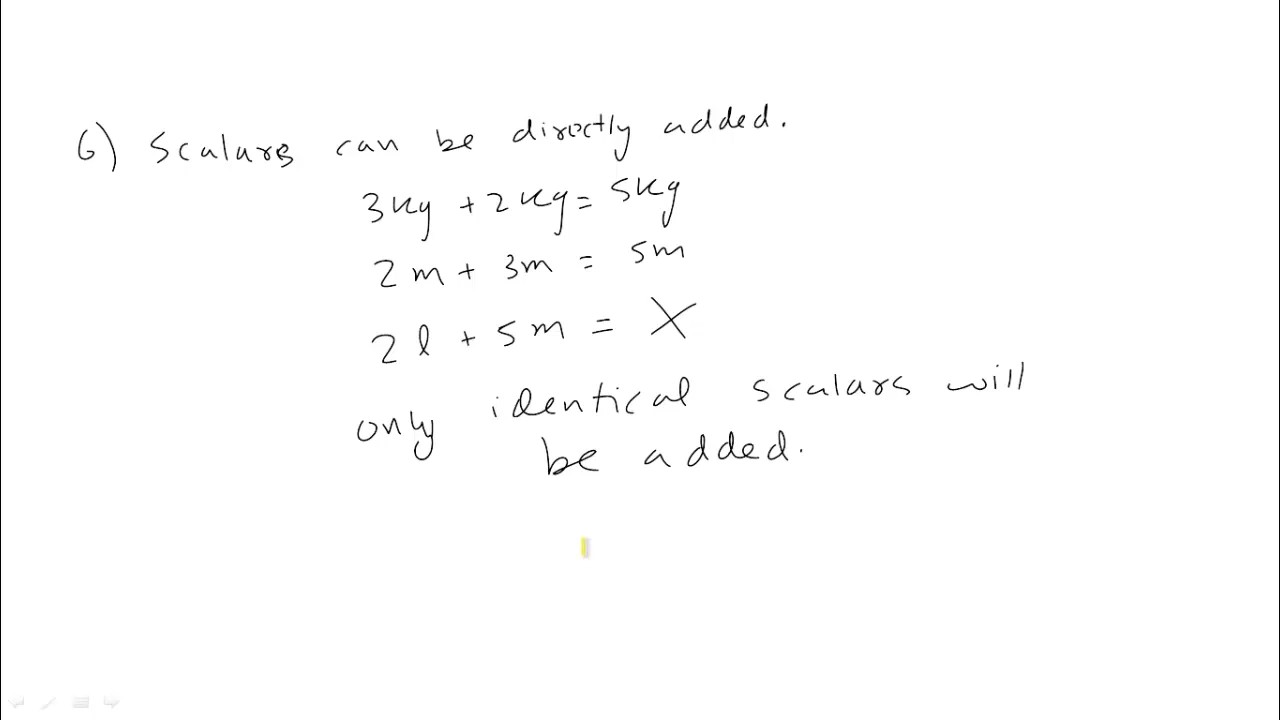 6) Scalars can be directly added.
3kg + 2kg = 5kg
2m + 3m = 5m
2l + 5m = X
only identical scalars will
be added.